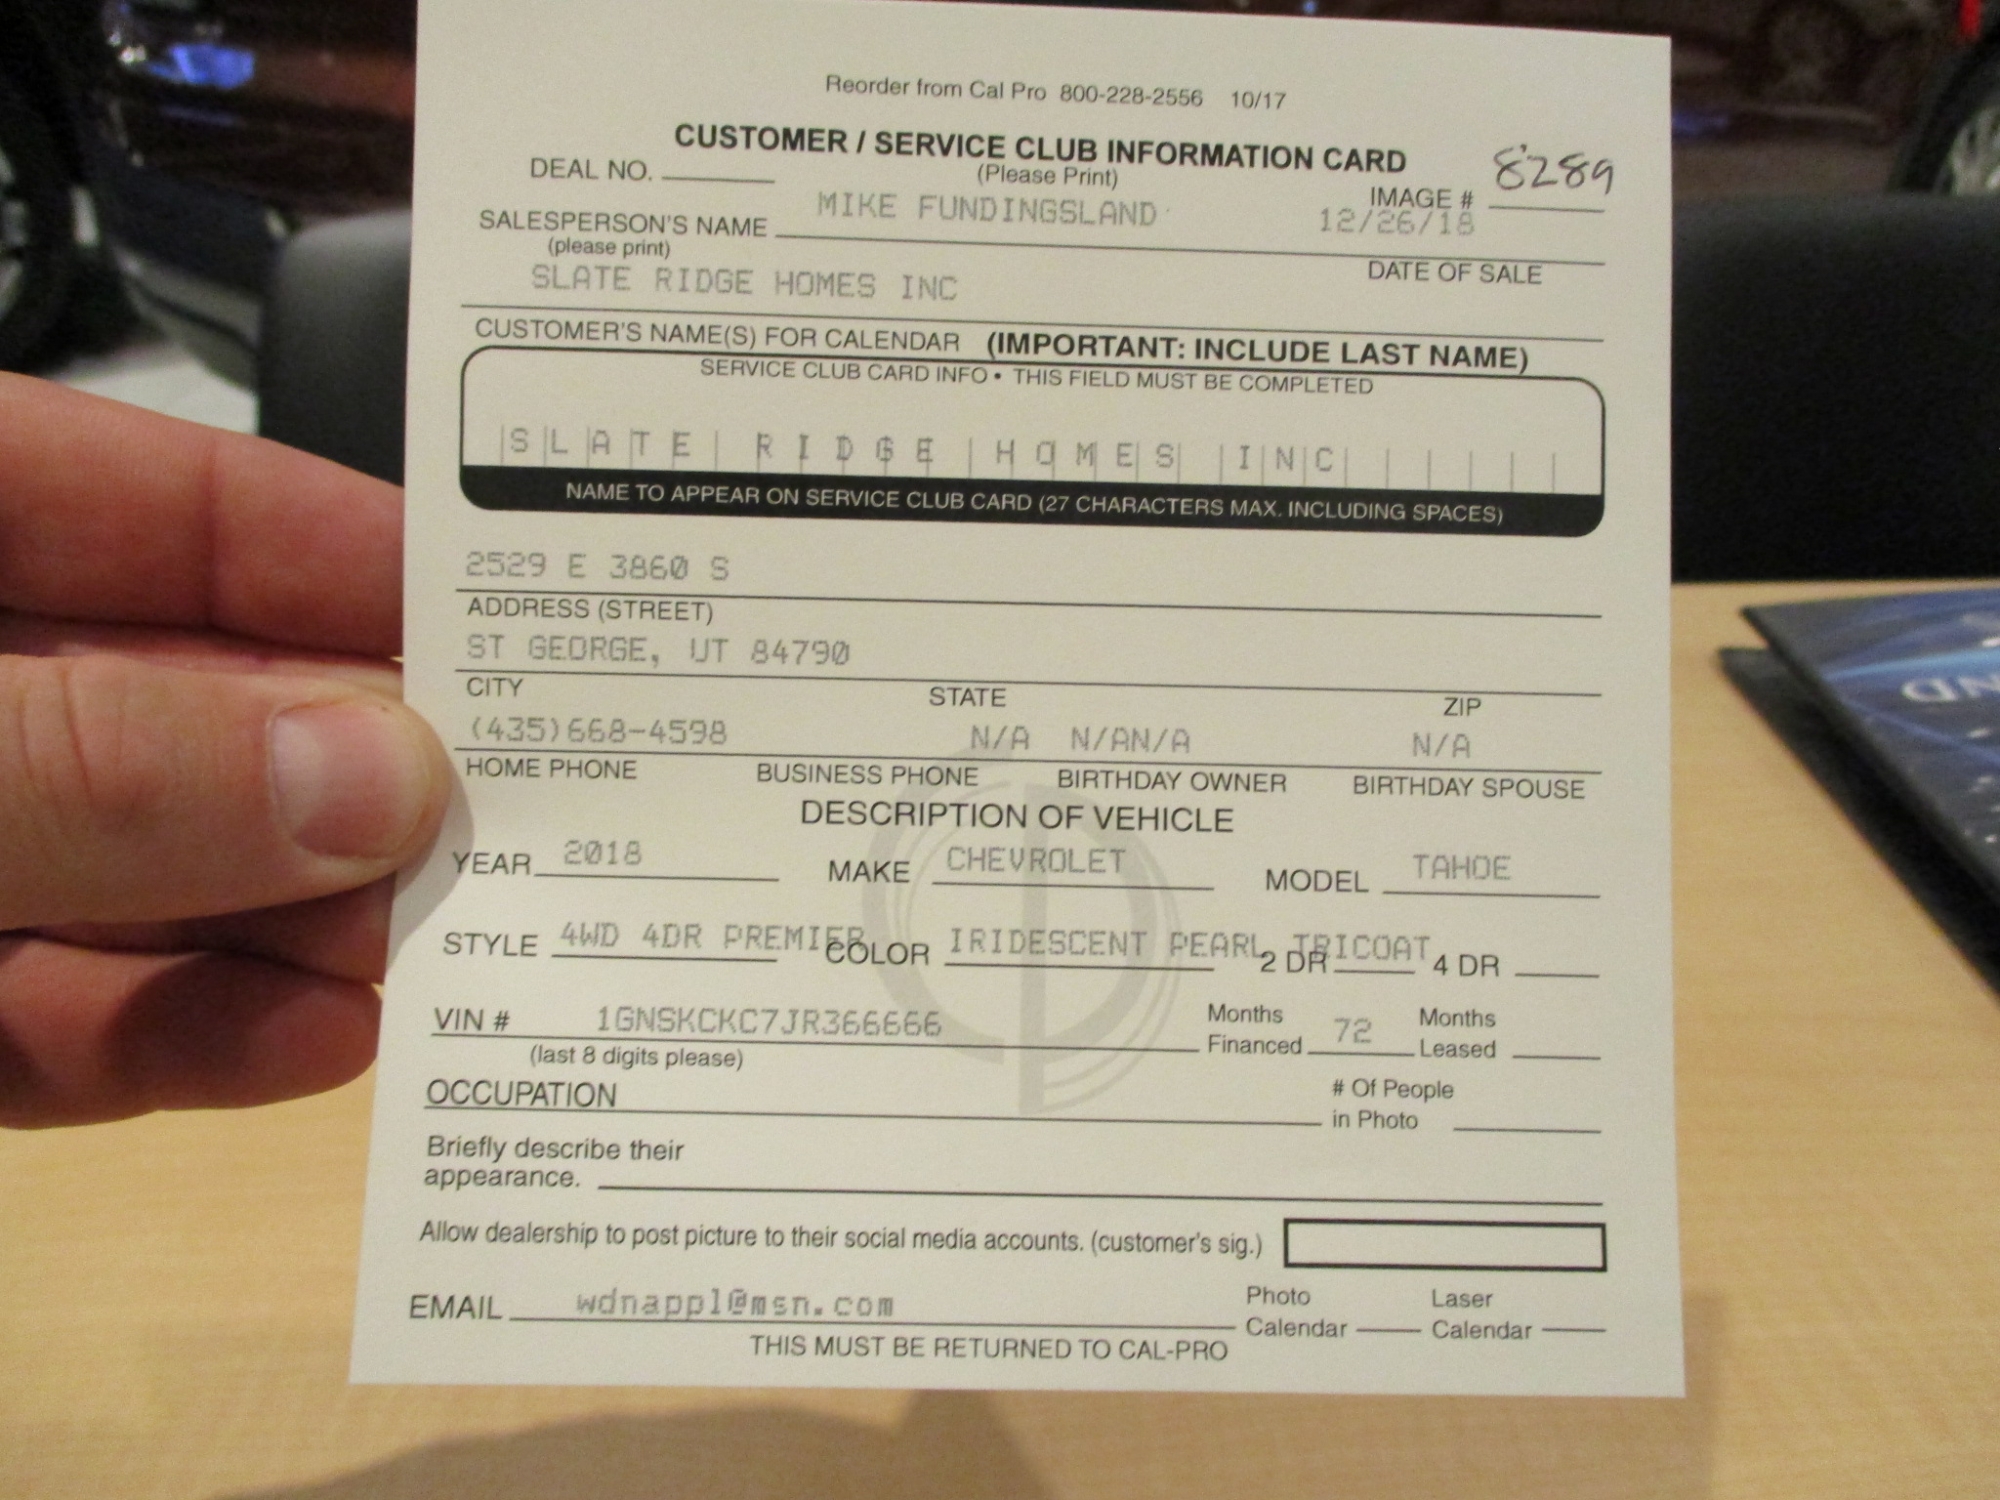 Reorder from Cal Pro 800-228-2556 10/17
CUSTOMER / SERVICE CLUB INFORMATION CARD
(Please Print)
DEAL NO.
IMAGE # 8289
SALESPERSON'S NAME MIKE FUNDINGSLAND 12/26/18
(please print)
DATE OF SALE
SLATE RIDGE HOMES INC
CUSTOMER'S NAME(S) FOR CALENDAR (IMPORTANT: INCLUDE LAST NAME)
SERVICE CLUB CARD INFO • THIS FIELD MUST BE COMPLETED
SLATE RIDGE HOMES INC
NAME TO APPEAR ON SERVICE CLUB CARD (27 CHARACTERS MAX. INCLUDING SPACES)
2529 E 3860 S
ADDRESS (STREET)
ST GEORGE, UT 84790
CITY STATE ZIP
(435)668-4598 N/A N/AN/A N/A
HOME PHONE BUSINESS PHONE BIRTHDAY OWNER BIRTHDAY SPOUSE
DESCRIPTION OF VEHICLE
YEAR 2018 MAKE CHEVROLET MODEL TAHOE
STYLE 4WD 4DR PREMIER COLOR IRIDESCENT PEARL TRICOAT 2 DR 4 DR
VIN # 1GNSKCKC7JR366666 Months Financed 72 Months Leased
(last 8 digits please)
OCCUPATION # Of People in Photo
Briefly describe their
appearance.
Allow dealership to post picture to their social media accounts. (customer's sig.)
EMAIL wdnappl@msn.com Photo Calendar Laser Calendar
THIS MUST BE RETURNED TO CAL-PRO